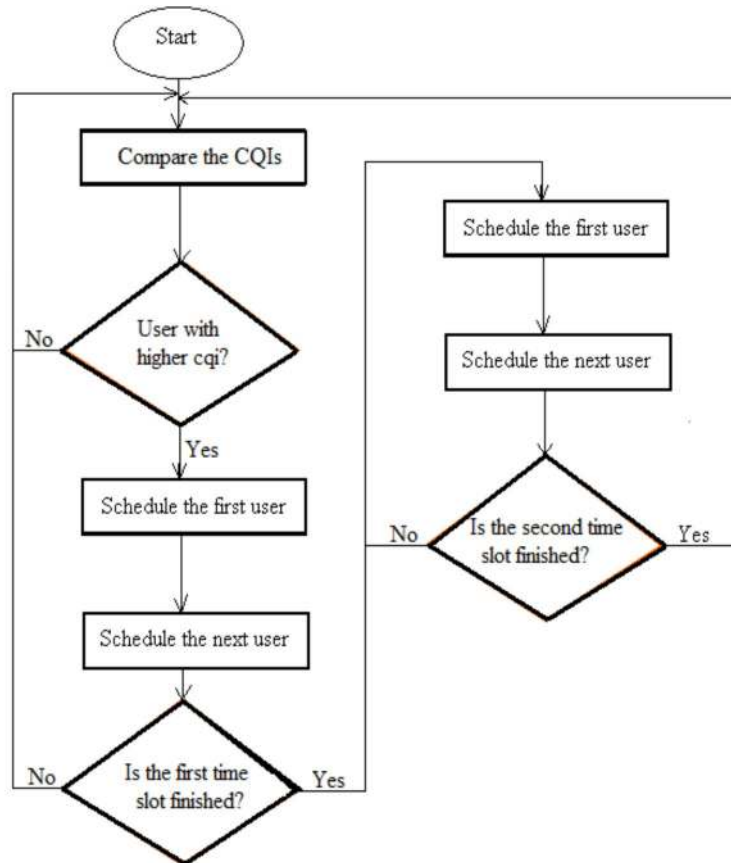 Start
Compare the CQIs
User with
higher cqi?
No
Yes
Schedule the first user
Schedule the next user
Is the first time
slot finished?
No
Yes
Schedule the first user
Schedule the next user
Is the second time
slot finished?
No
Yes